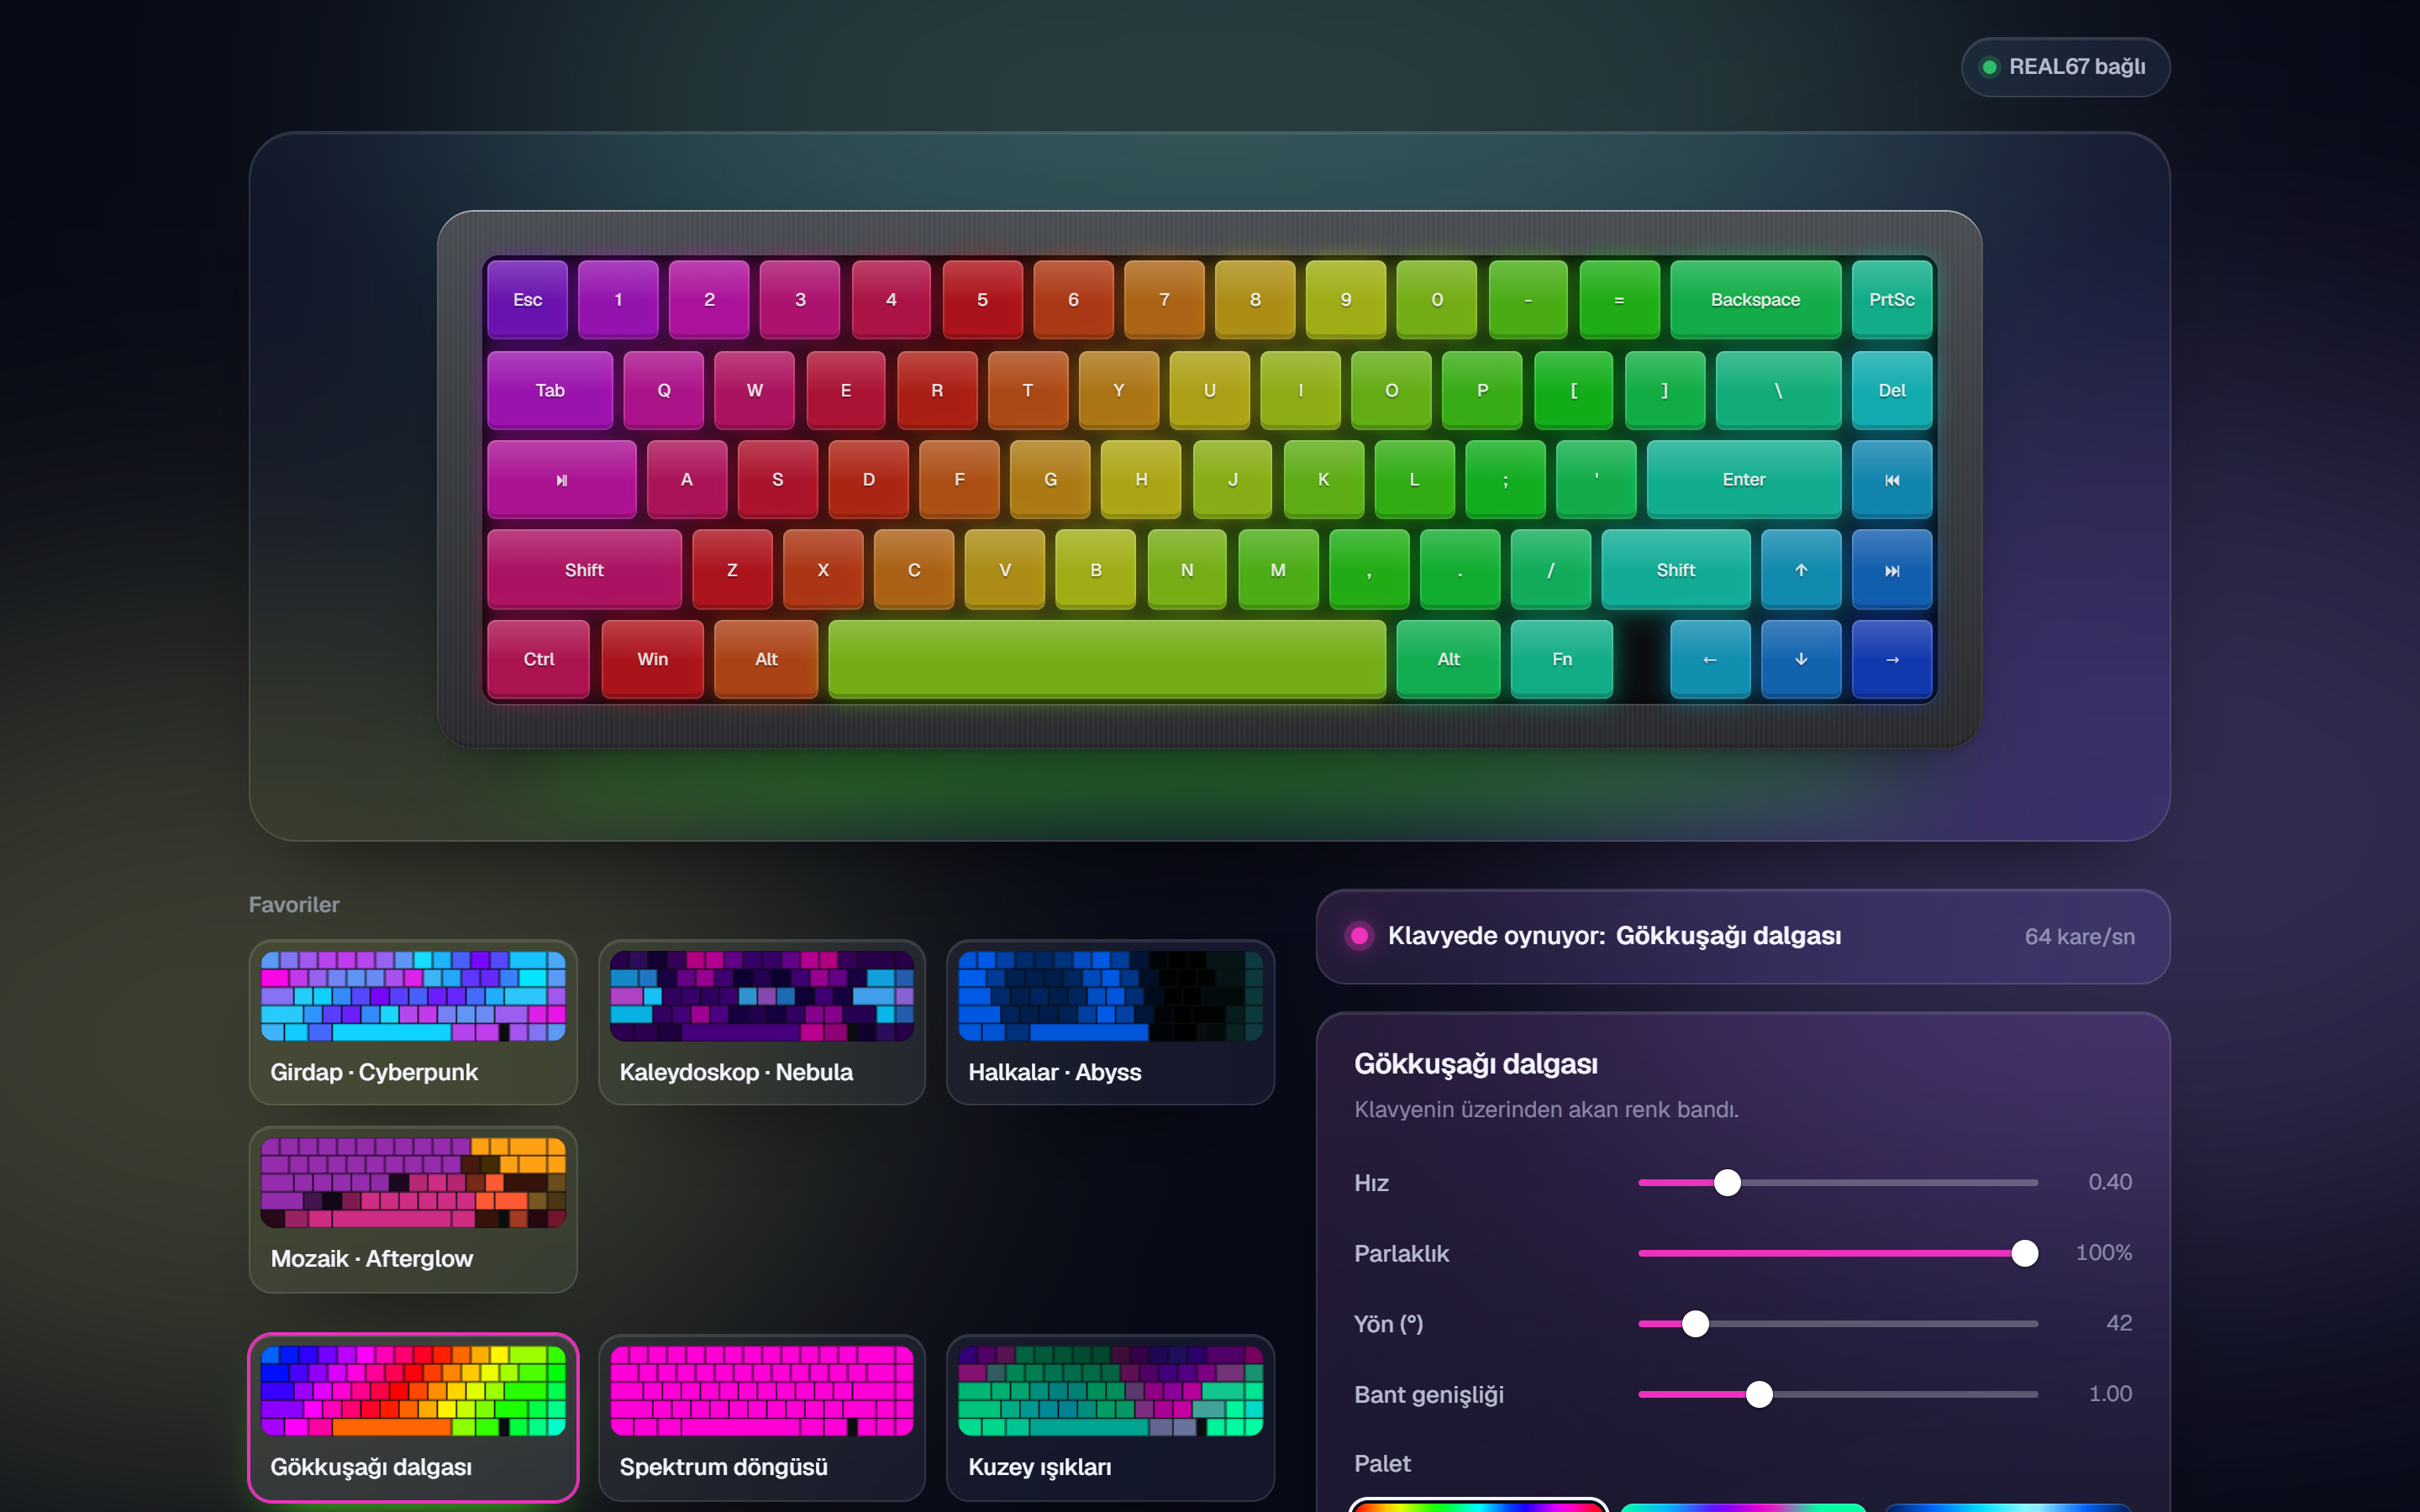 REAL67 bağlı
Esc 1 2 3 4 5 6 7 8 9 0 - = Backspace PrtSc
Tab Q W E R T Y U I O P [ ] \ Del
⏯ A S D F G H J K L ; ' Enter ⏮
Shift Z X C V B N M , . / Shift ↑ ⏭
Ctrl Win Alt Alt Fn ← ↓ →
Favoriler
Girdap · Cyberpunk
Kaleydoskop · Nebula
Halkalar · Abyss
Mozaik · Afterglow
Gökkuşağı dalgası
Spektrum döngüsü
Kuzey ışıkları
Klavyede oynuyor: Gökkuşağı dalgası 64 kare/sn
Gökkuşağı dalgası
Klavyenin üzerinden akan renk bandı.
Hız 0.40
Parlaklık 100%
Yön (°) 42
Bant genişliği 1.00
Palet